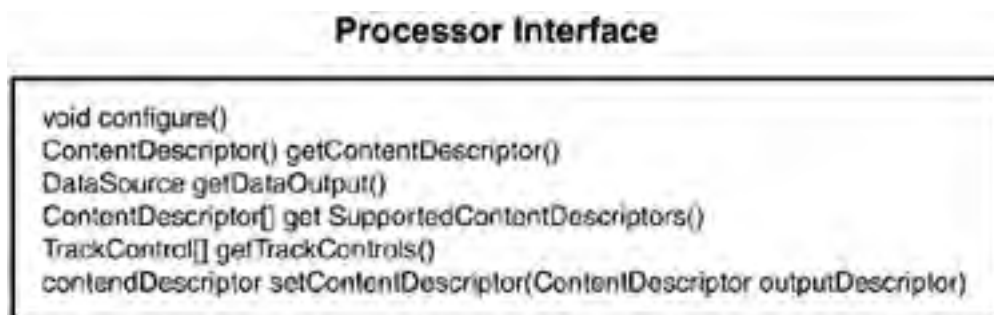 Processor Interface
void configure()
ContentDescriptor() getContentDescriptor()
DataSource getDataOutput()
ContentDescriptor[] get SupportedContentDescriptors()
TrackControl[] getTrackControls()
contendDescriptor setContentDescriptor(ContentDescriptor outputDescriptor)